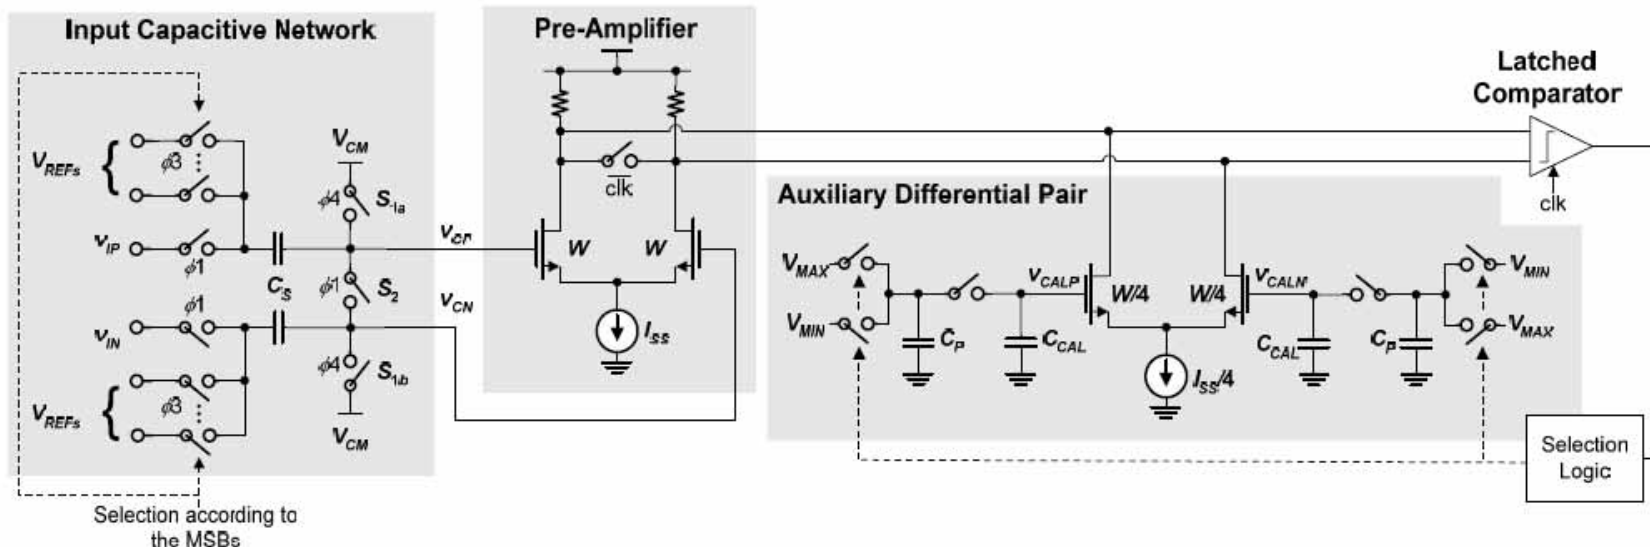 Input Capacitive Network
Pre-Amplifier
Latched
Comparator
clk
V_REFs
ϕ3
V_CM
ϕ4
S_1a
v_IP
ϕ1
C_S
ϕ1
S_2
v_CP
v_CN
ϕ1
v_IN
ϕ4
S_1b
V_REFs
ϕ3
V_CM
Selection according to
the MSBs
clk
W
W
I_SS
Auxiliary Differential Pair
V_MAX
V_MIN
C_P
C_CAL
v_CALP
W/4
W/4
v_CALN
I_SS/4
C_CAL
C_P
V_MIN
V_MAX
Selection
Logic